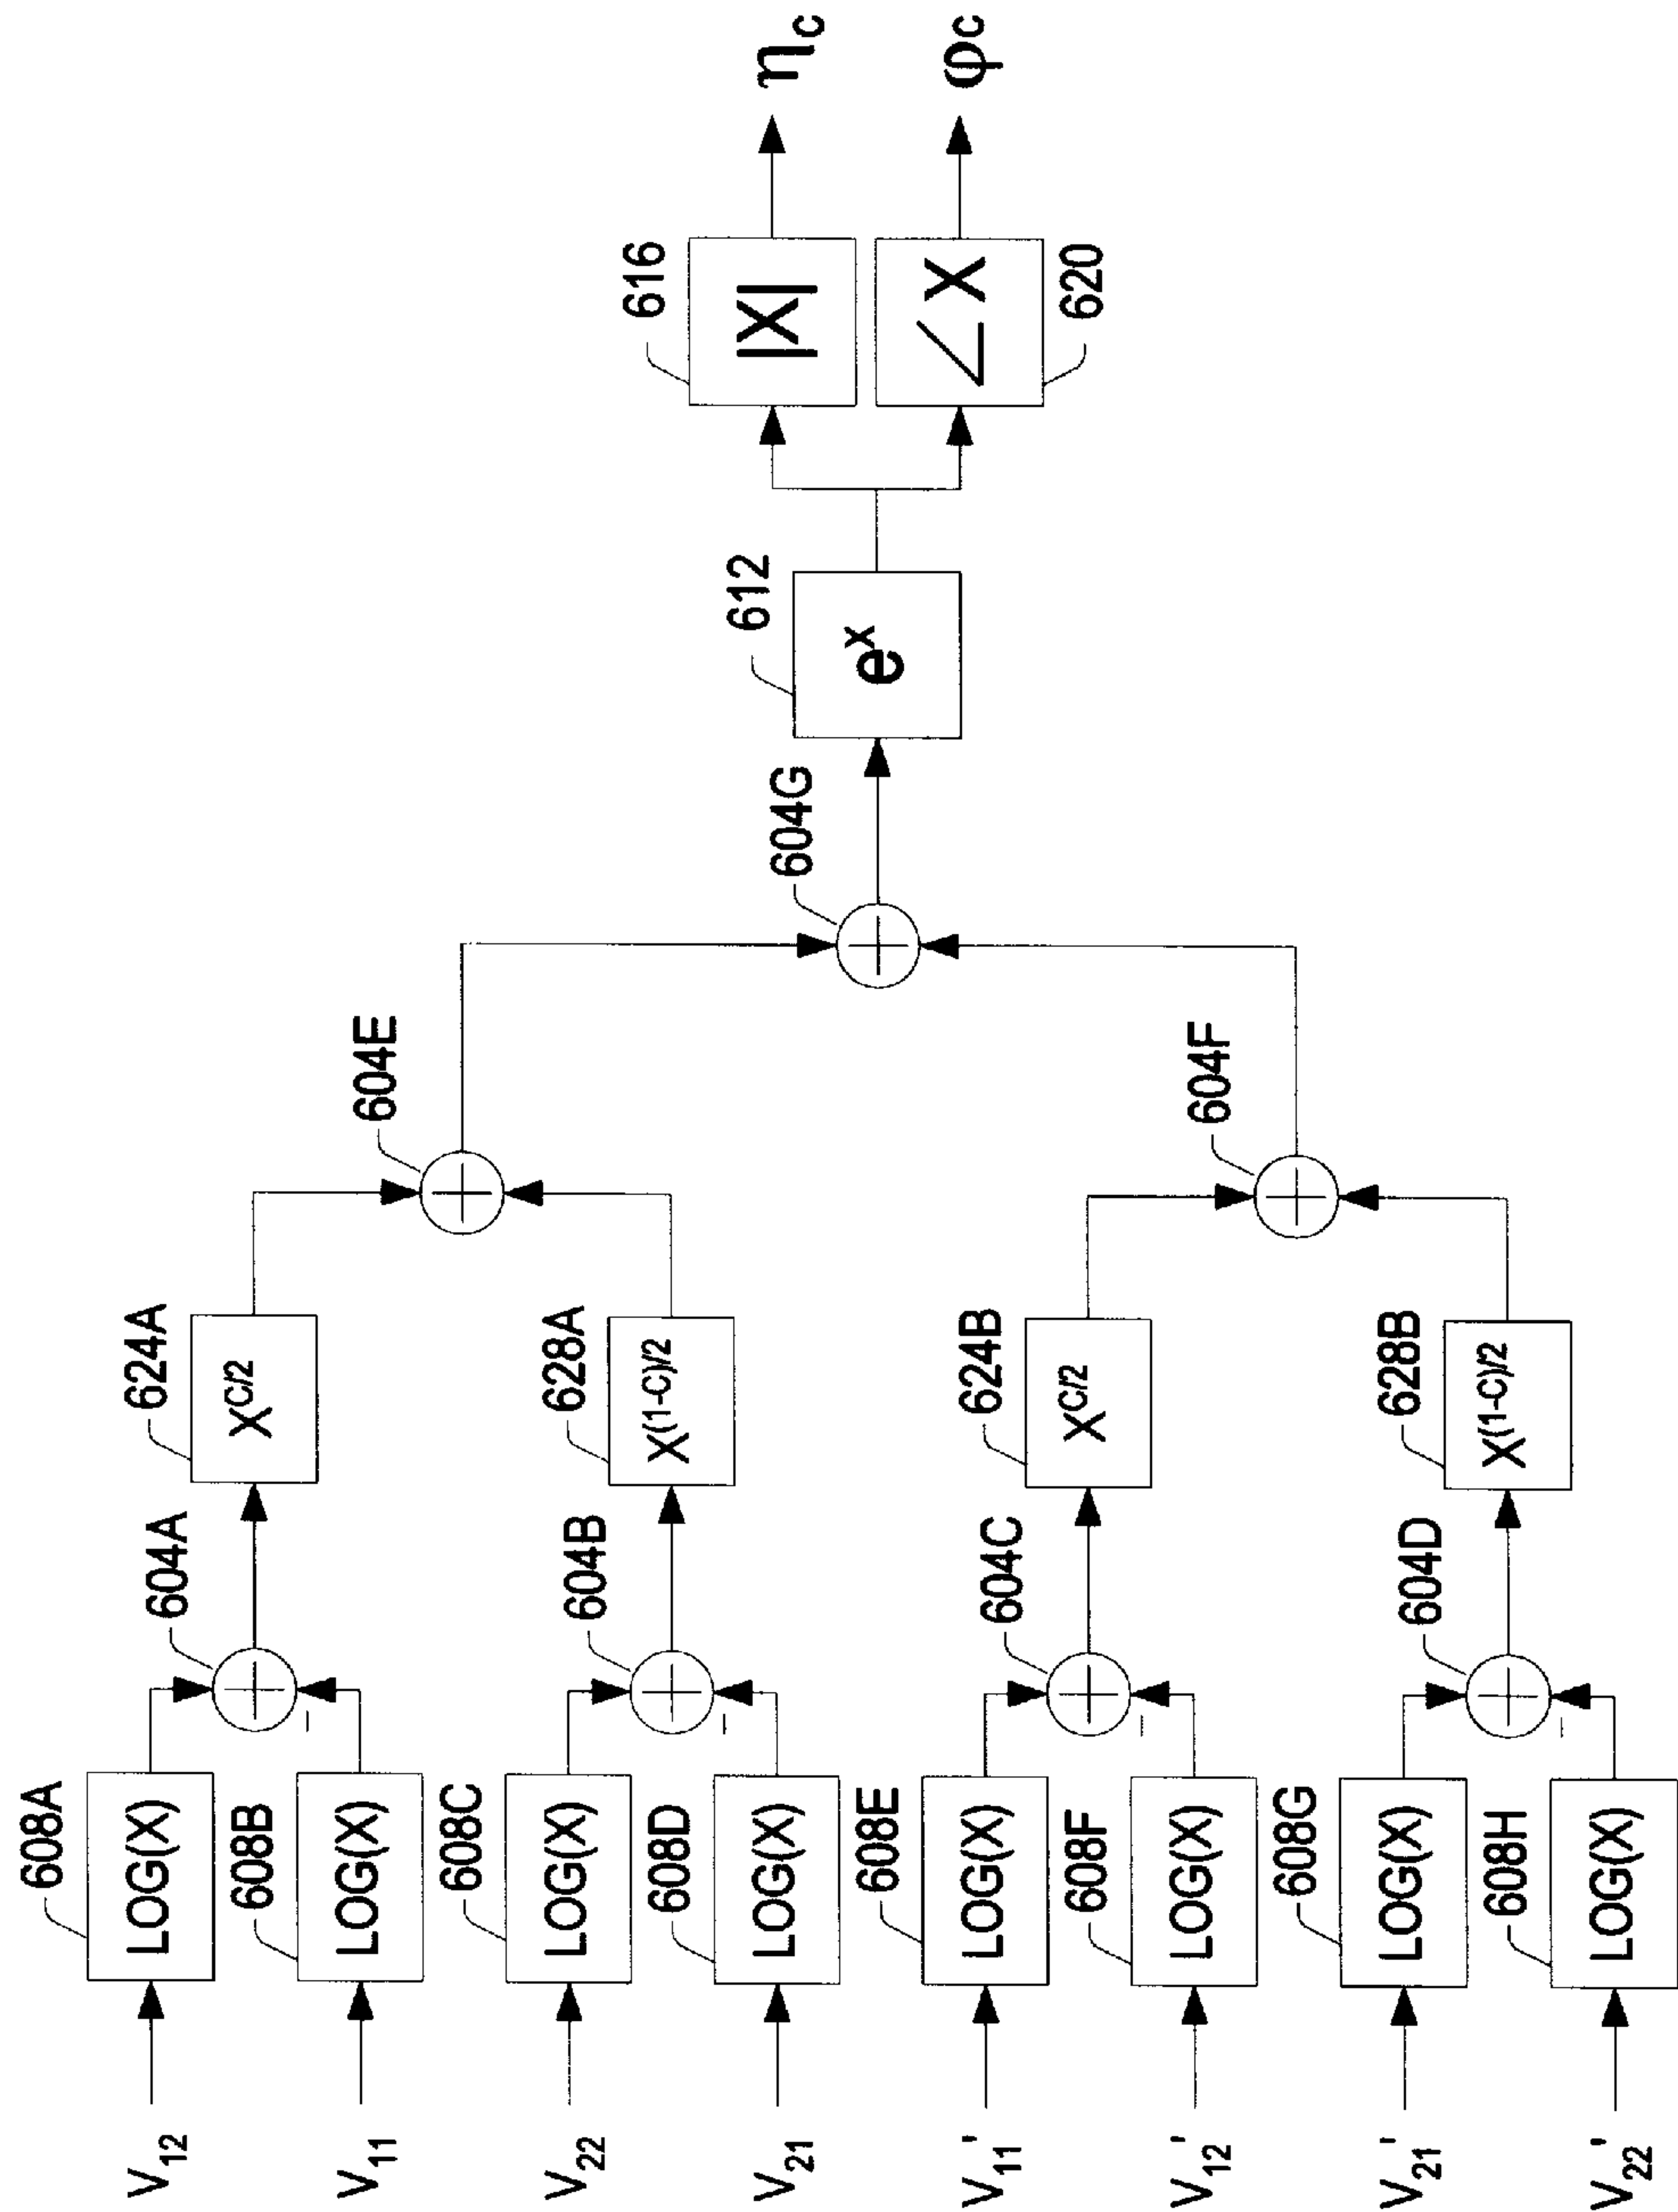 V12
608A
LOG(X)
604A
624A
X^C/2
V11
608B
LOG(X)
604E
V22
608C
LOG(X)
604B
628A
X^(1-C)/2
V21
608D
LOG(X)
604G
612
e^x
616
|X|
ηc
620
∠X
φc
V11'
608E
LOG(X)
604C
624B
X^C/2
V12'
608F
LOG(X)
604F
V21'
608G
LOG(X)
604D
628B
X^(1-C)/2
V22'
608H
LOG(X)